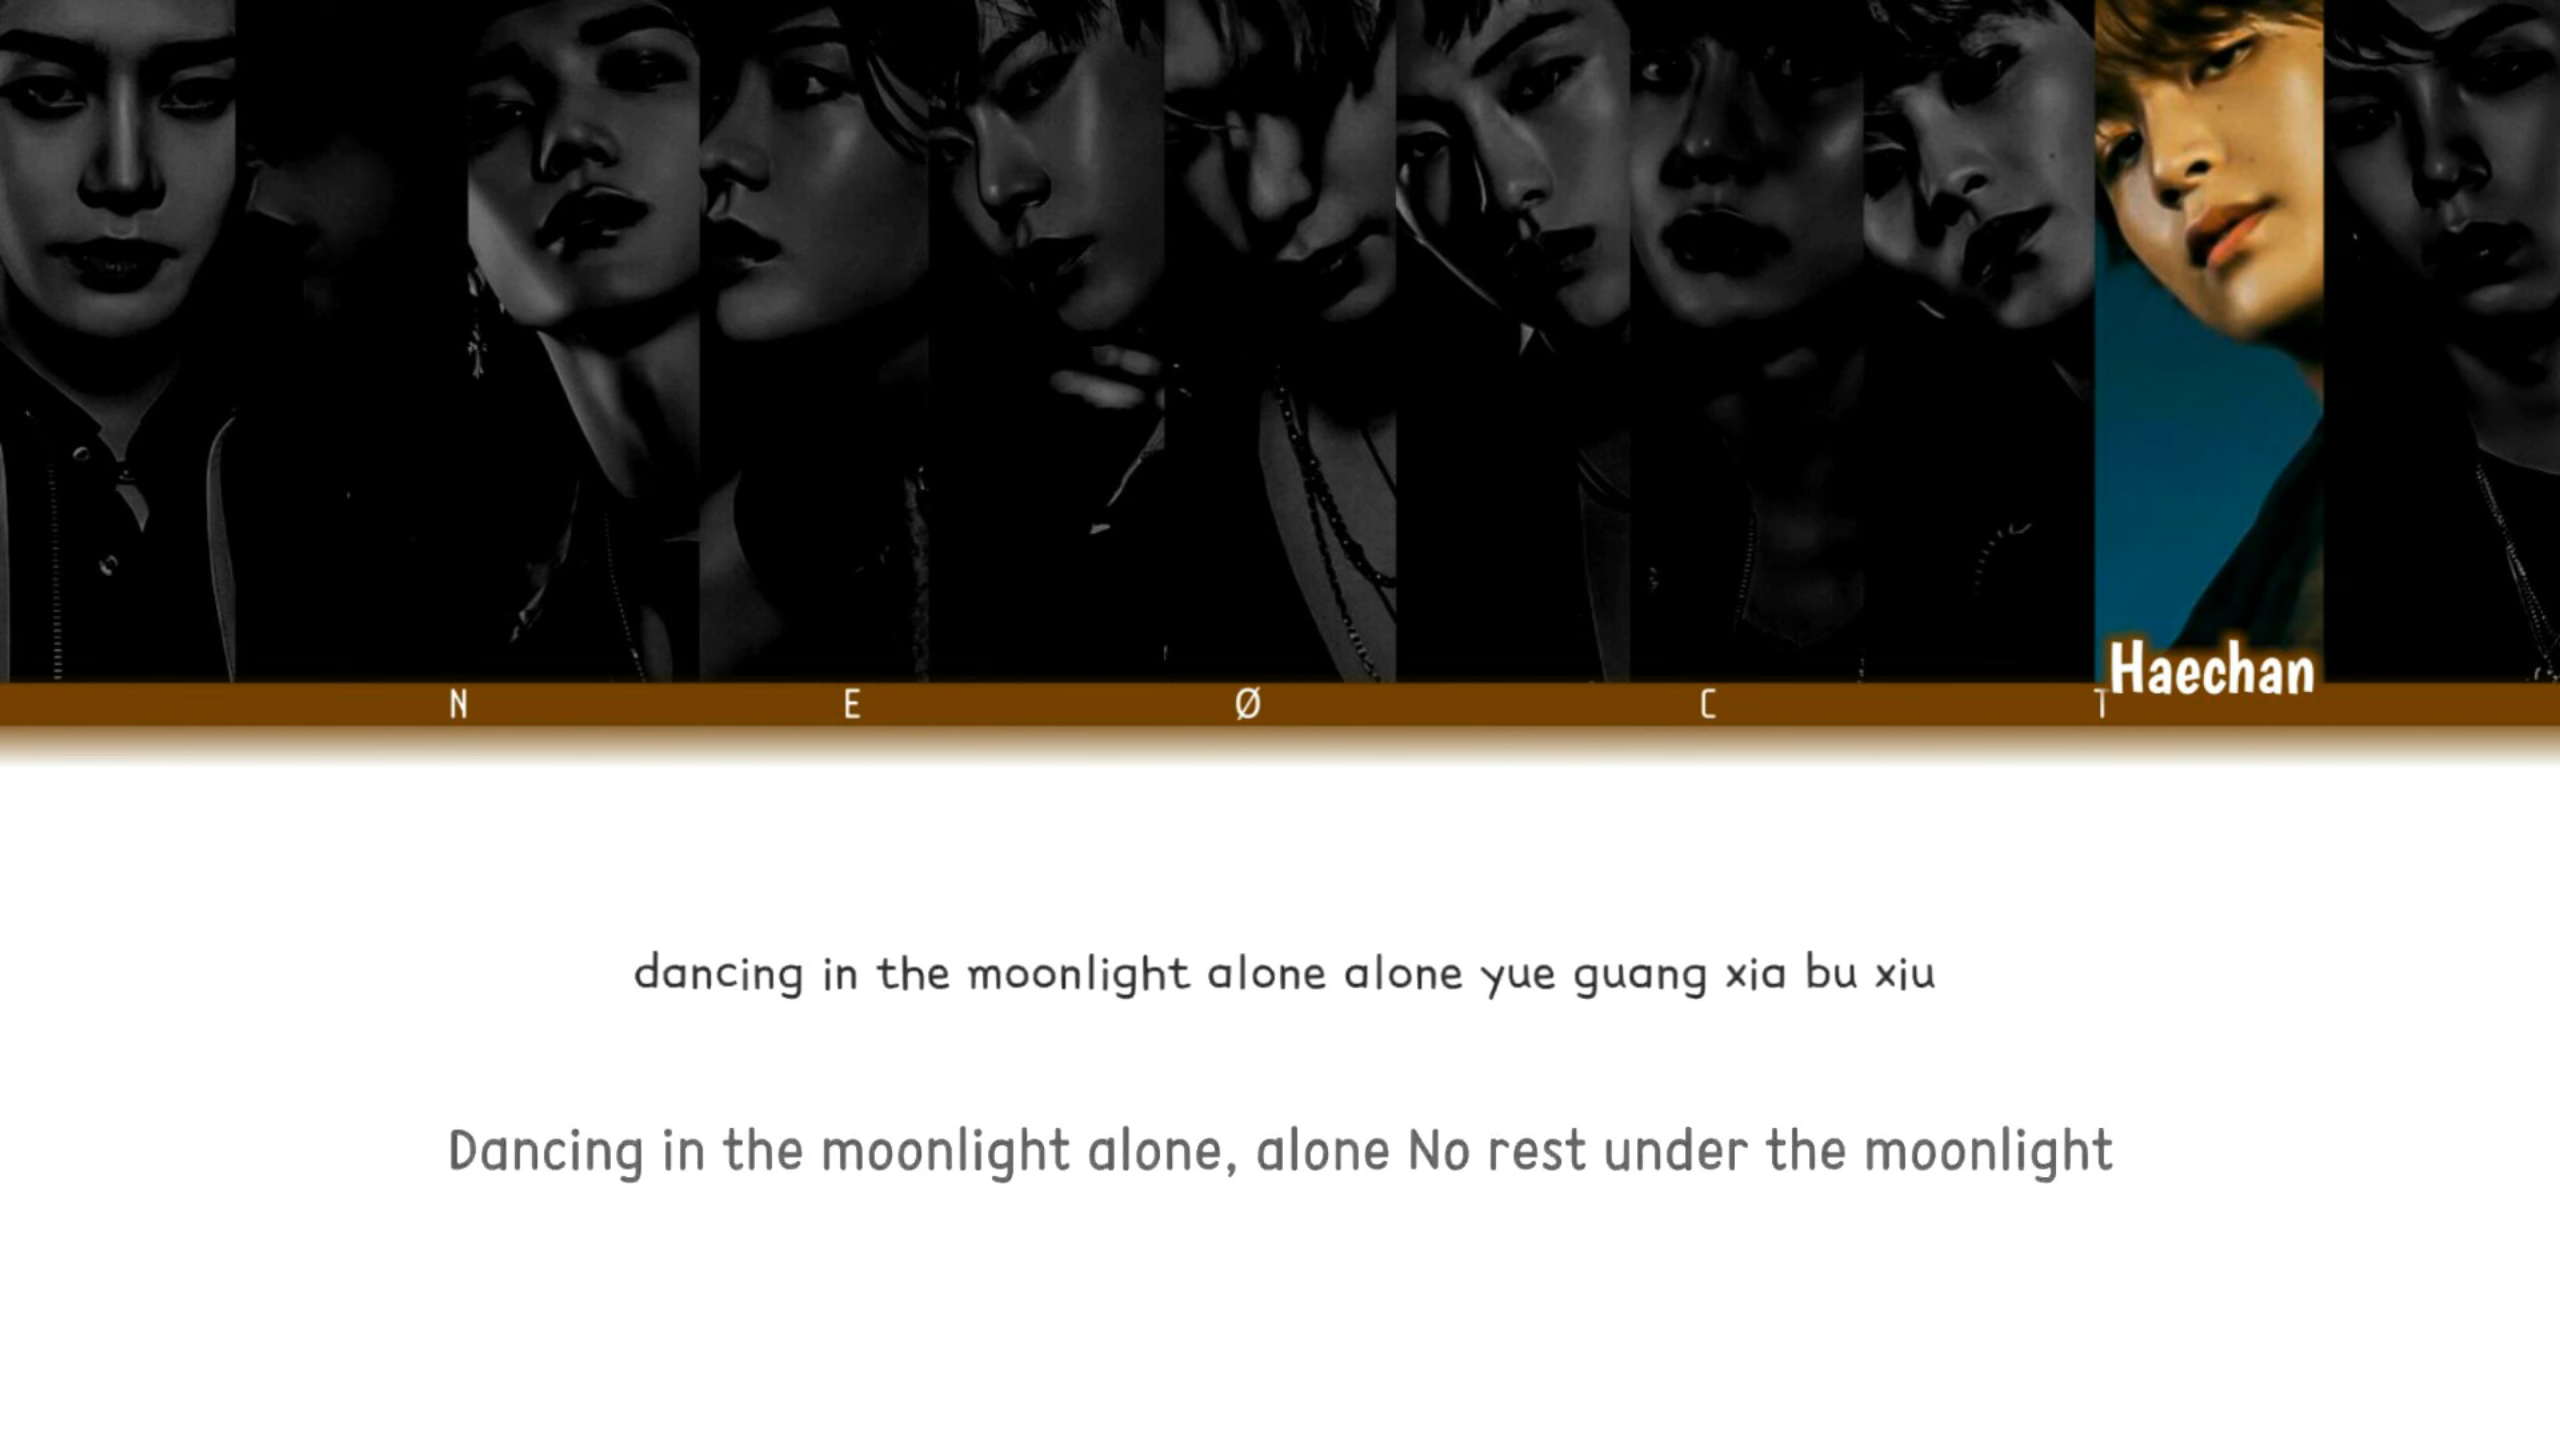 Haechan
N E Ø C T
dancing in the moonlight alone alone yue guang xia bu xiu
Dancing in the moonlight alone, alone No rest under the moonlight